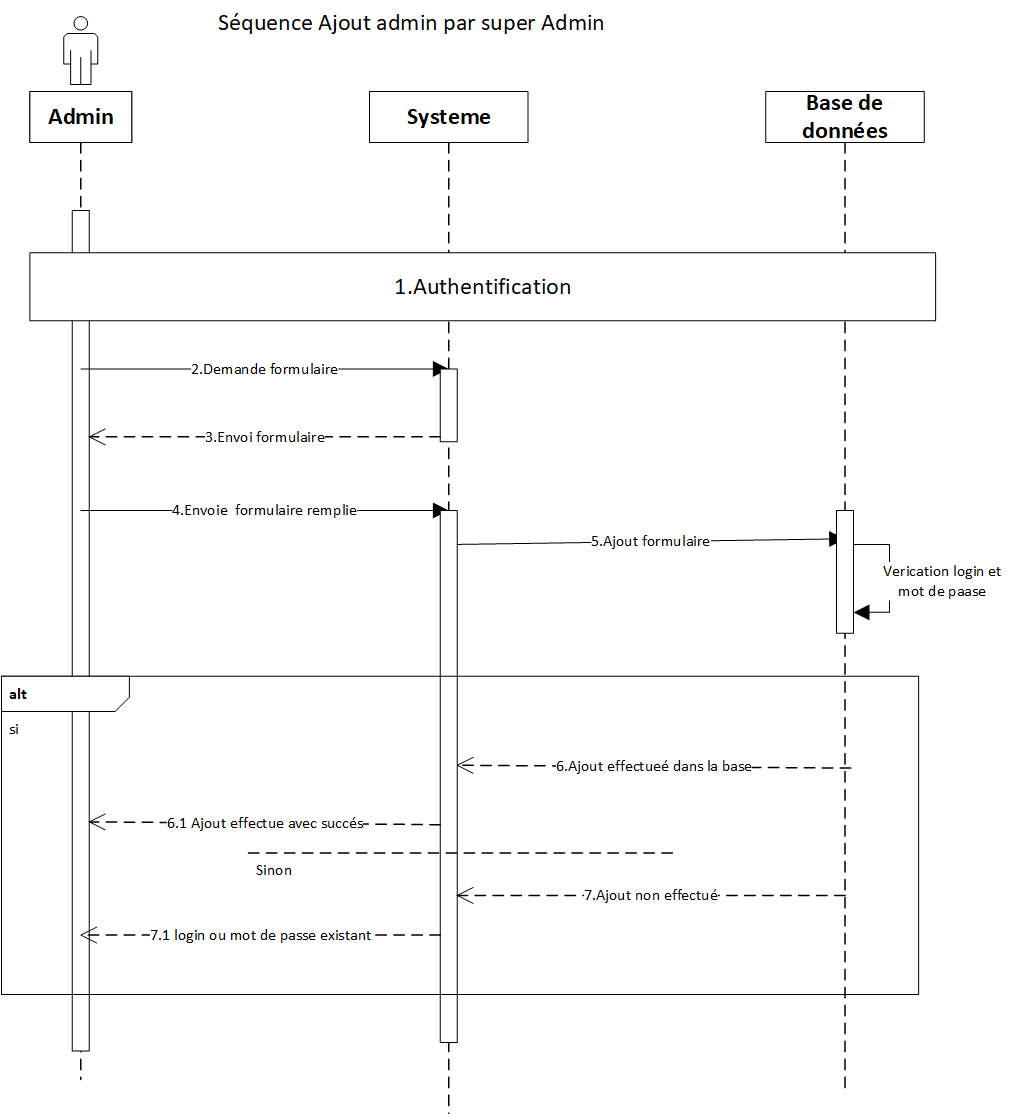 Séquence Ajout admin par super Admin
Admin
Systeme
Base de
données
1.Authentification
2.Demande formulaire
3.Envoi formulaire
4.Envoie formulaire remplie
5.Ajout formulaire
Verication login et
mot de paase
alt
si
6.Ajout effectueé dans la base
6.1 Ajout effectue avec succés
Sinon
7.Ajout non effectué
7.1 login ou mot de passe existant